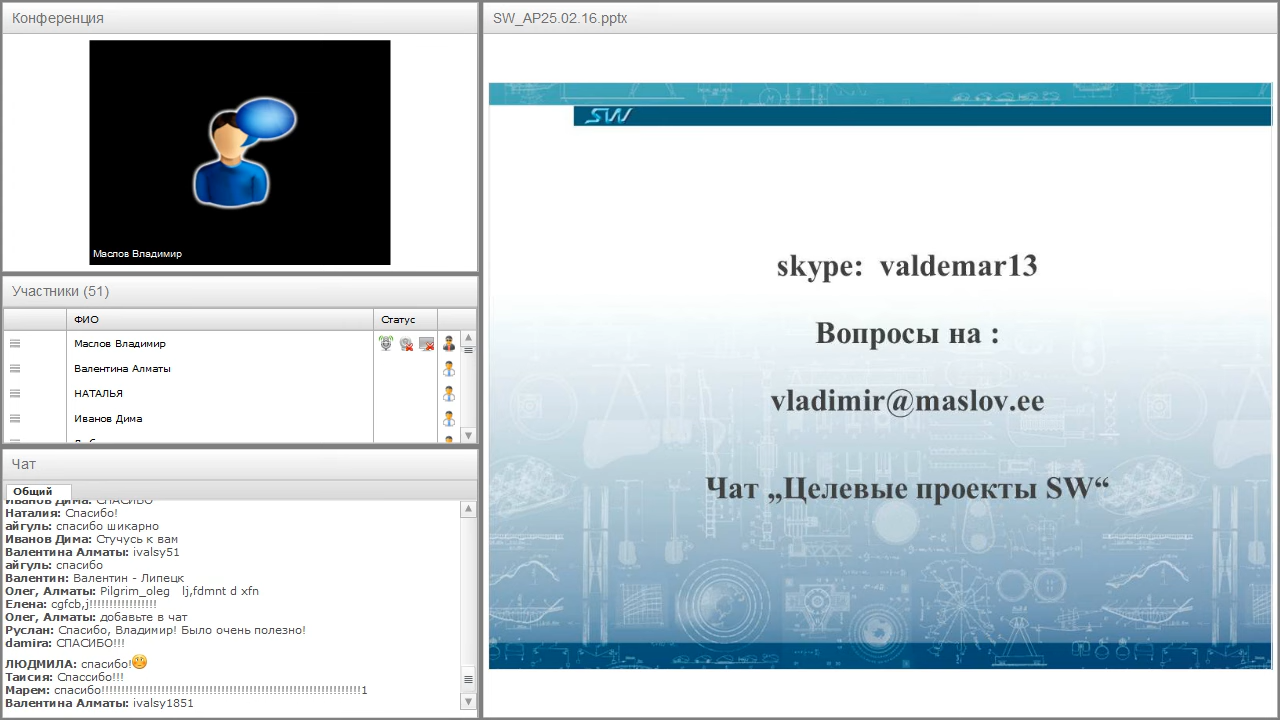 Конференция
Маслов Владимир
Участники (51)
ФИО Статус
Маслов Владимир
Валентина Алматы
НАТАЛЬЯ
Иванов Дима
Чат
Общий
Иванов Дима: СПАСИБО
Наталия: Спасибо!
айгуль: спасибо шикарно
Иванов Дима: Стучусь к вам
Валентина Алматы: ivalsy51
айгуль: спасибо
Валентин: Валентин - Липецк
Олег, Алматы: Pilgrim_oleg lj,fdmnt d xfn
Елена: cgfcb,j!!!!!!!!!!!!!!!!!
Олег, Алматы: добавьте в чат
Руслан: Спасибо, Владимир! Было очень полезно!
damira: СПАСИБО!!!
ЛЮДМИЛА: спасибо!
Таисия: Спассибо!!!
Марем: спасибо!!!!!!!!!!!!!!!!!!!!!!!!!!!!!!!!!!!!!!!!!!!!!!!!!!!!!!!!!!!!!!!!!1
Валентина Алматы: ivalsy1851
SW_AP25.02.16.pptx
SW
skype: valdemar13
Вопросы на :
vladimir@maslov.ee
Чат „Целевые проекты SW“